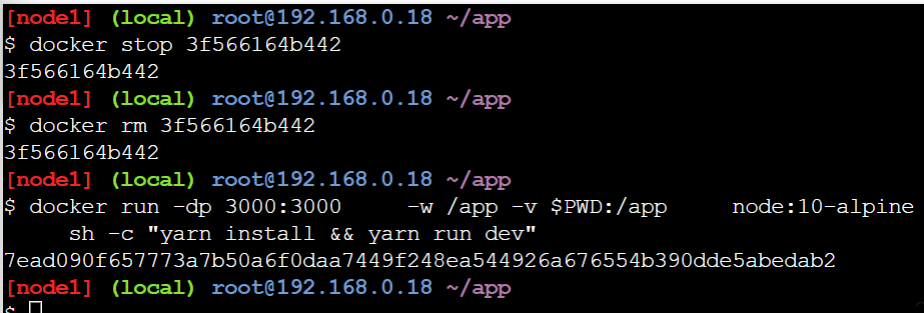 [node1] (local) root@192.168.0.18 ~/app
$ docker stop 3f566164b442
3f566164b442
[node1] (local) root@192.168.0.18 ~/app
$ docker rm 3f566164b442
3f566164b442
[node1] (local) root@192.168.0.18 ~/app
$ docker run -dp 3000:3000     -w /app -v $PWD:/app     node:10-alpine
     sh -c "yarn install && yarn run dev"
7ead090f657773a7b50a6f0daa7449f248ea544926a676554b390dde5abedab2
[node1] (local) root@192.168.0.18 ~/app
$